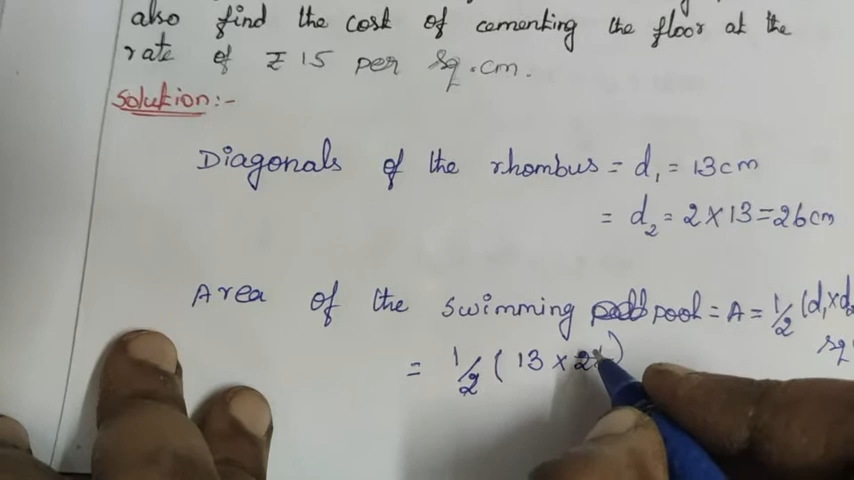 also find the cost of cementing the floor at the
rate of ₹ 15 per sq.cm.
Solution:-
Diagonals of the rhombus = d₁ = 13cm
= d₂ = 2×13=26cm
Area of the swimming pool = A = 1/2 (d₁×d₂
sq
= 1/2 (13 × 2